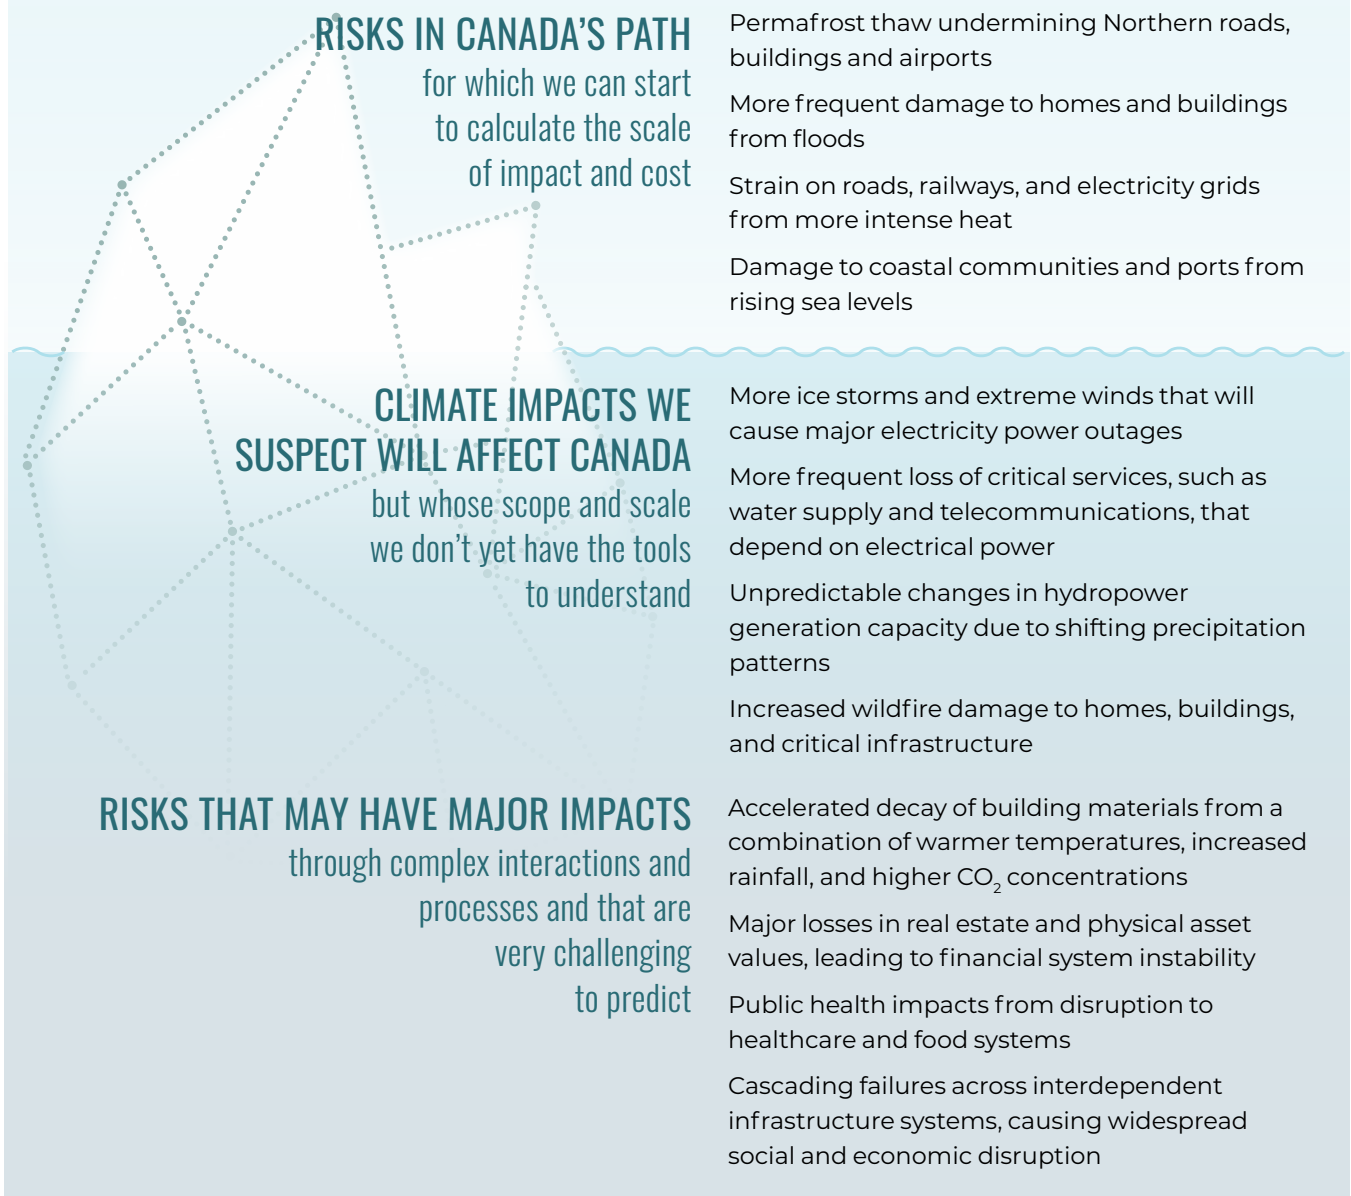 RISKS IN CANADA’S PATH
for which we can start
to calculate the scale
of impact and cost
Permafrost thaw undermining Northern roads,
buildings and airports
More frequent damage to homes and buildings
from floods
Strain on roads, railways, and electricity grids
from more intense heat
Damage to coastal communities and ports from
rising sea levels
CLIMATE IMPACTS WE
SUSPECT WILL AFFECT CANADA
but whose scope and scale
we don’t yet have the tools
to understand
More ice storms and extreme winds that will
cause major electricity power outages
More frequent loss of critical services, such as
water supply and telecommunications, that
depend on electrical power
Unpredictable changes in hydropower
generation capacity due to shifting precipitation
patterns
Increased wildfire damage to homes, buildings,
and critical infrastructure
RISKS THAT MAY HAVE MAJOR IMPACTS
through complex interactions and
processes and that are
very challenging
to predict
Accelerated decay of building materials from a
combination of warmer temperatures, increased
rainfall, and higher CO₂ concentrations
Major losses in real estate and physical asset
values, leading to financial system instability
Public health impacts from disruption to
healthcare and food systems
Cascading failures across interdependent
infrastructure systems, causing widespread
social and economic disruption